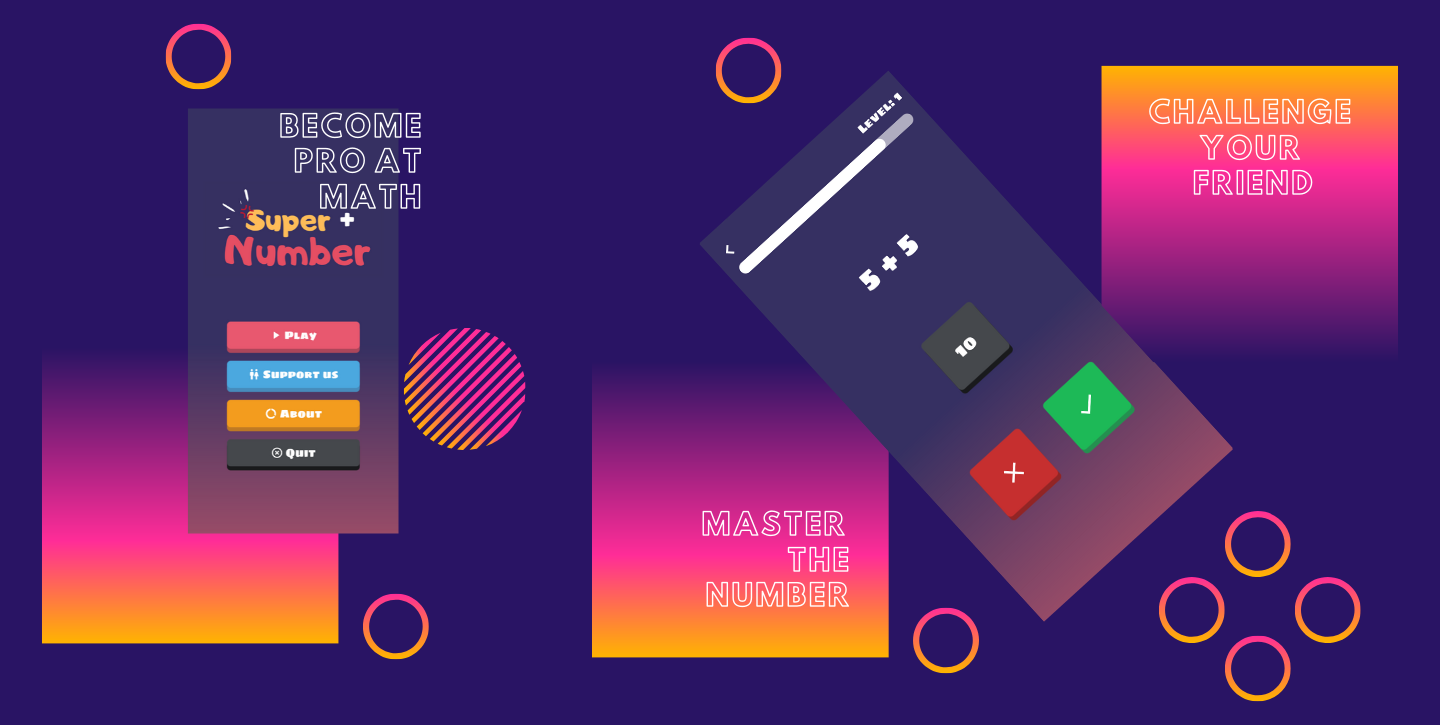 BECOME
PRO AT
MATH
Super +
Number
Play
Support us
About
Quit
Level: 1
5 + 5
10
MASTER
THE
NUMBER
CHALLENGE
YOUR
FRIEND